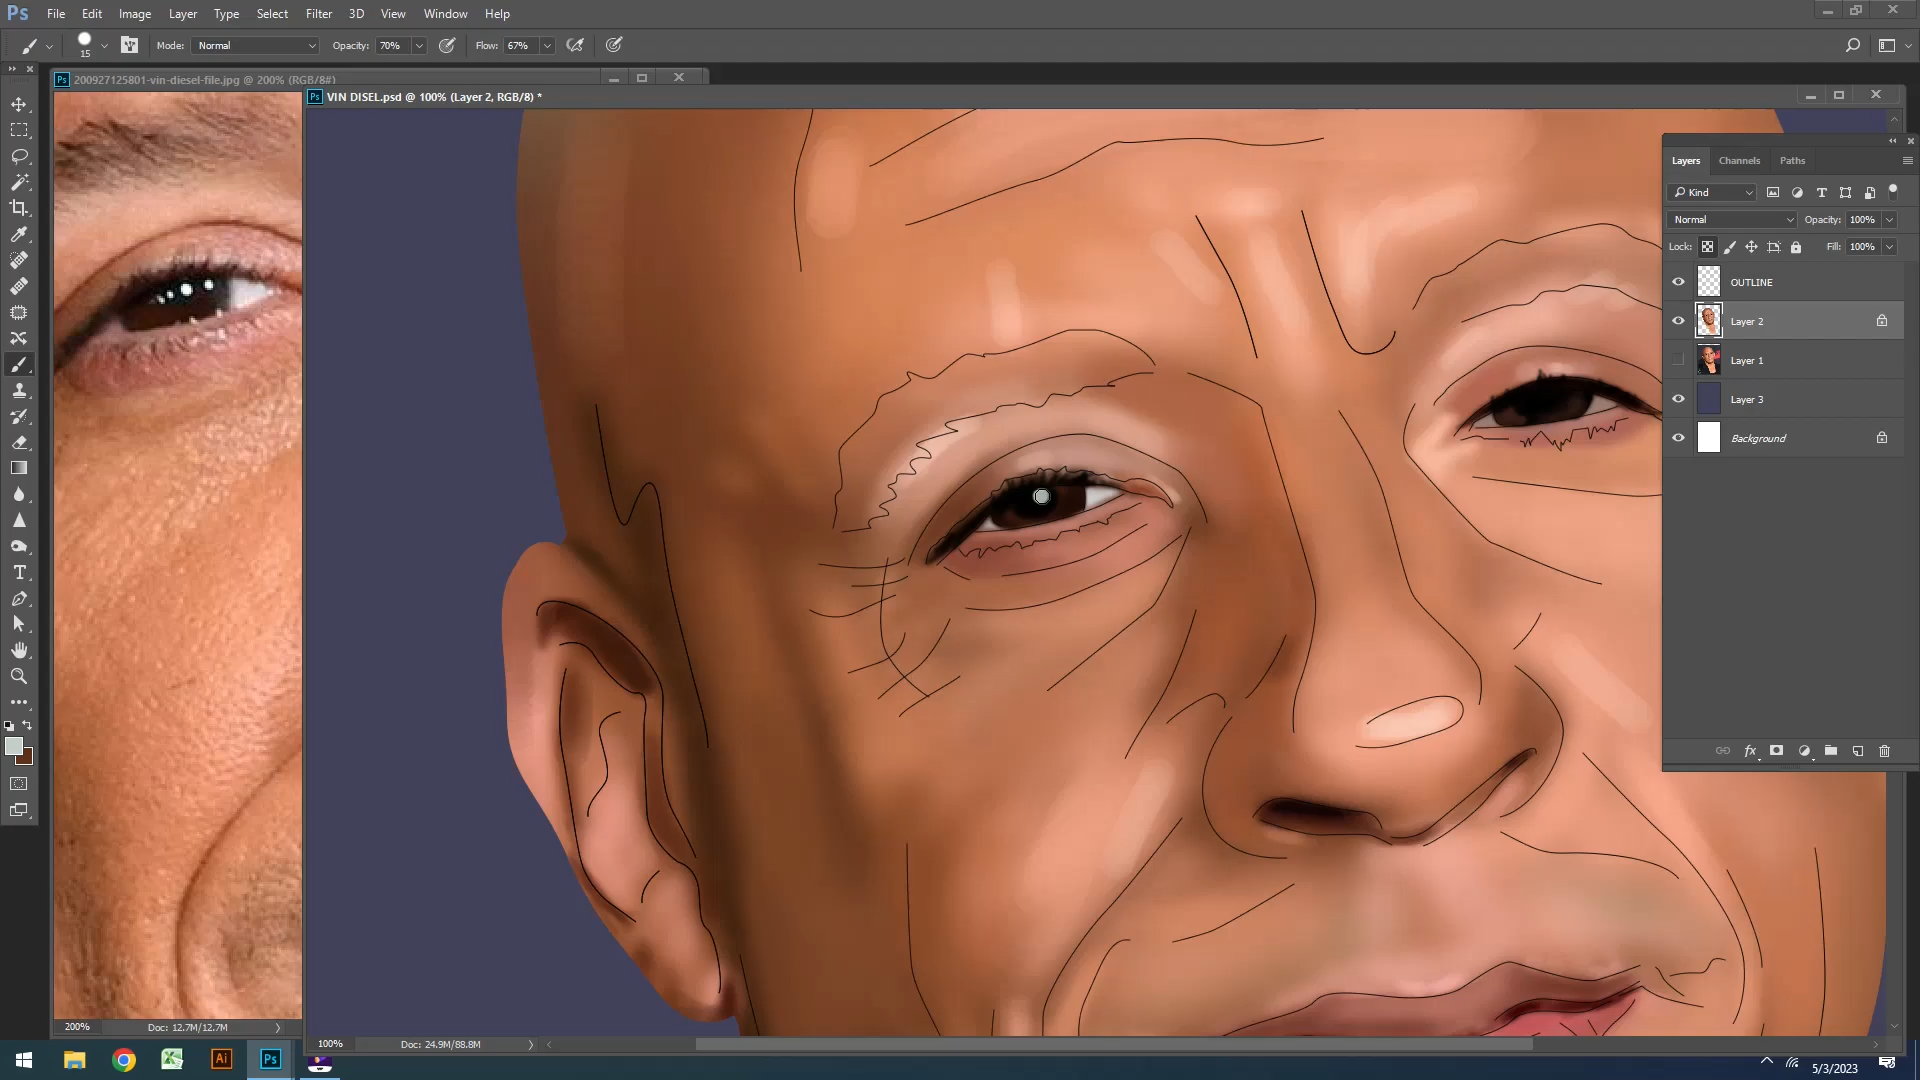 Ps File Edit Image Layer Type Select Filter 3D View Window Help
15 Mode: Normal Opacity: 70% Flow: 67%
Ps 200927125801-vin-diesel-file.jpg @ 200% (RGB/8#)
Ps VIN DISEL.psd @ 100% (Layer 2, RGB/8) *
Layers Channels Paths
Kind
Normal Opacity: 100%
Lock: Fill: 100%
OUTLINE
Layer 2
Layer 1
Layer 3
Background
fx
200% Doc: 12.7M/12.7M
100% Doc: 24.9M/88.8M
Ai Ps 5/3/2023